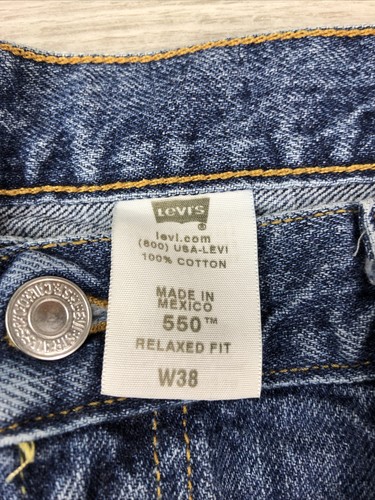 Levi's
levi.com
(800) USA-LEVI
100% COTTON
MADE IN
MEXICO
550™
RELAXED FIT
W38